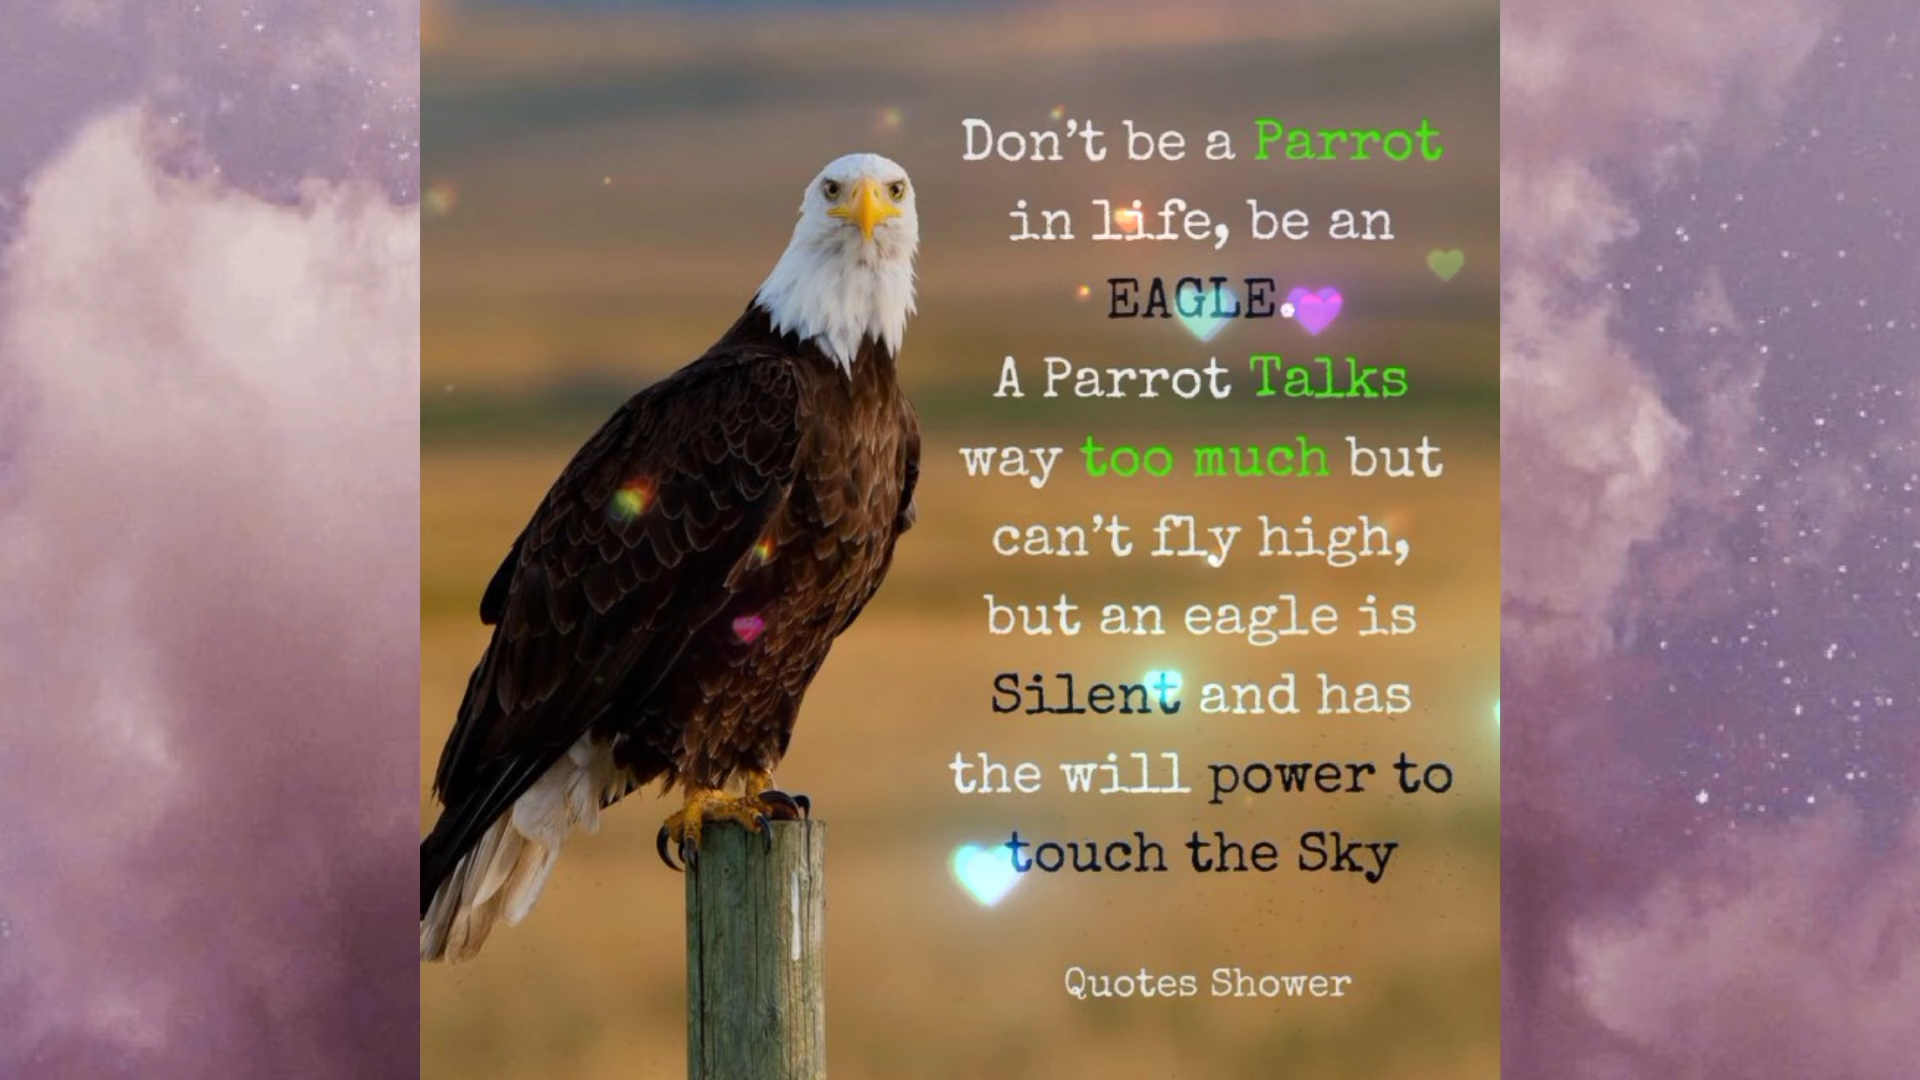 Don't be a Parrot
in life, be an
EAGLE.
A Parrot Talks
way too much but
can't fly high,
but an eagle is
Silent and has
the will power to
touch the Sky
Quotes Shower